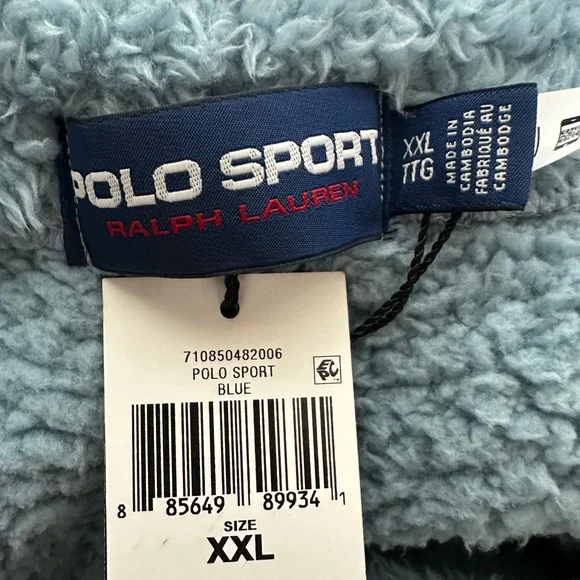 POLO SPORT
RALPH LAUREN
XXL
TTG
MADE IN
CAMBODIA
FABRIQUÉ AU
CAMBODGE
710850482006
POLO SPORT
BLUE
EPC
8 85649 89934 1
SIZE
XXL